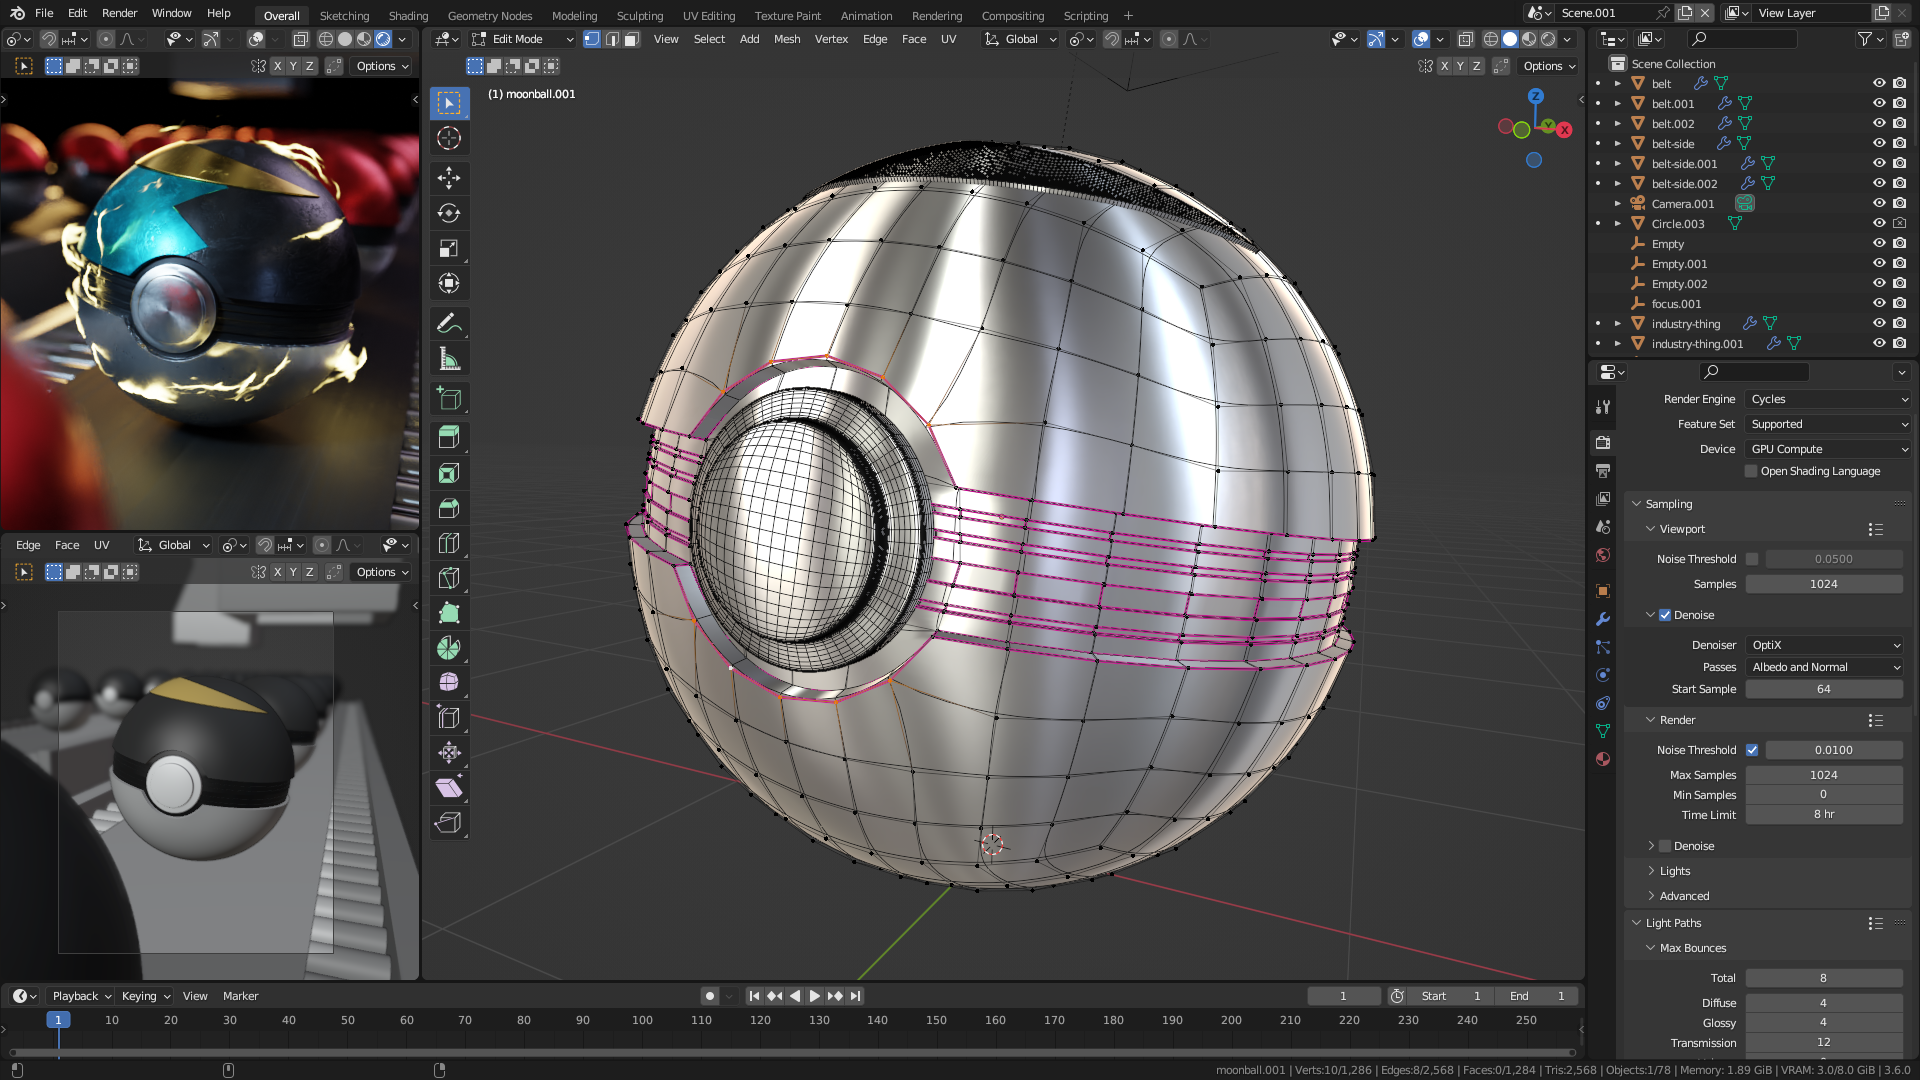 File Edit Render Window Help Overall Sketching Shading Geometry Nodes Modeling Sculpting UV Editing Texture Paint Animation Rendering Compositing Scripting + Scene.001 View Layer
Edit Mode View Select Add Mesh Vertex Edge Face UV Global
X Y Z Options X Y Z Options
(1) moonball.001
Z
Y
X
Scene Collection
belt
belt.001
belt.002
belt-side
belt-side.001
belt-side.002
Camera.001
Circle.003
Empty
Empty.001
Empty.002
focus.001
industry-thing
industry-thing.001
Render Engine Cycles
Feature Set Supported
Device GPU Compute
Open Shading Language
Sampling
Viewport
Noise Threshold 0.0500
Samples 1024
Denoise
Denoiser OptiX
Passes Albedo and Normal
Start Sample 64
Render
Noise Threshold 0.0100
Max Samples 1024
Min Samples 0
Time Limit 8 hr
Denoise
Lights
Advanced
Light Paths
Max Bounces
Total 8
Diffuse 4
Glossy 4
Transmission 12
Edge Face UV Global
X Y Z Options
Playback Keying View Marker 1 Start 1 End 1
1 10 20 30 40 50 60 70 80 90 100 110 120 130 140 150 160 170 180 190 200 210 220 230 240 250
moonball.001 | Verts:10/1,286 | Edges:8/2,568 | Faces:0/1,284 | Tris:2,568 | Objects:1/78 | Memory: 1.89 GiB | VRAM: 3.0/8.0 GiB | 3.6.0